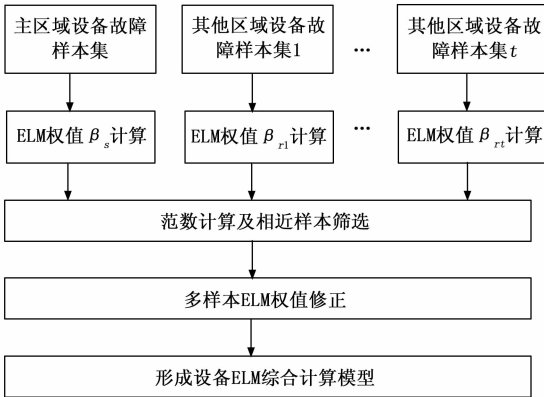 主区域设备故障
样本集
其他区域设备故
障样本集1
...
其他区域设备故
障样本集t
ELM权值βs计算
ELM权值βr1计算
...
ELM权值βrt计算
范数计算及相近样本筛选
多样本ELM权值修正
形成设备ELM综合计算模型